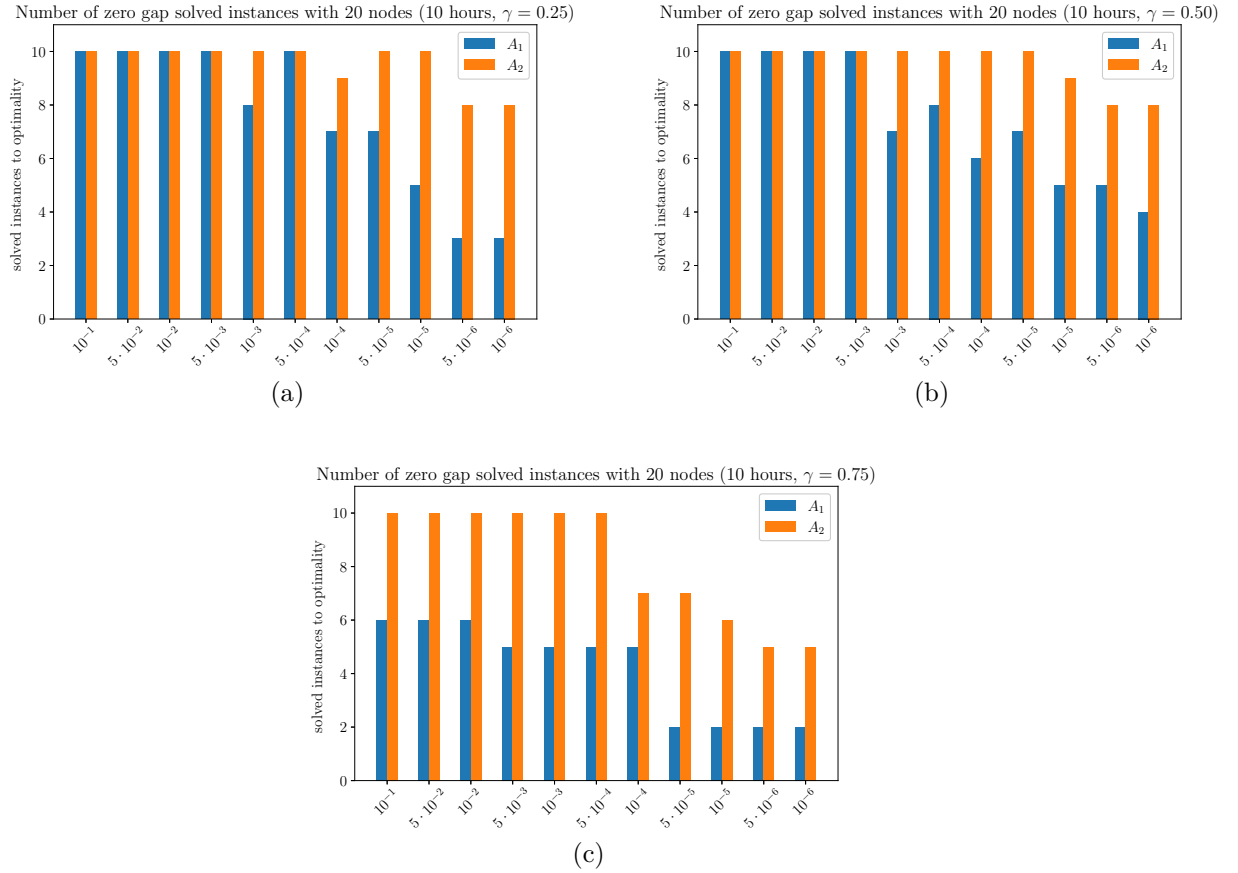 Number of zero gap solved instances with 20 nodes (10 hours, γ = 0.25)
solved instances to optimality
10
8
6
4
2
0
A₁
A₂
10⁻¹
5 · 10⁻²
10⁻²
5 · 10⁻³
10⁻³
5 · 10⁻⁴
10⁻⁴
5 · 10⁻⁵
10⁻⁵
5 · 10⁻⁶
10⁻⁶
(a)
Number of zero gap solved instances with 20 nodes (10 hours, γ = 0.50)
solved instances to optimality
10
8
6
4
2
0
A₁
A₂
10⁻¹
5 · 10⁻²
10⁻²
5 · 10⁻³
10⁻³
5 · 10⁻⁴
10⁻⁴
5 · 10⁻⁵
10⁻⁵
5 · 10⁻⁶
10⁻⁶
(b)
Number of zero gap solved instances with 20 nodes (10 hours, γ = 0.75)
solved instances to optimality
10
8
6
4
2
0
A₁
A₂
10⁻¹
5 · 10⁻²
10⁻²
5 · 10⁻³
10⁻³
5 · 10⁻⁴
10⁻⁴
5 · 10⁻⁵
10⁻⁵
5 · 10⁻⁶
10⁻⁶
(c)